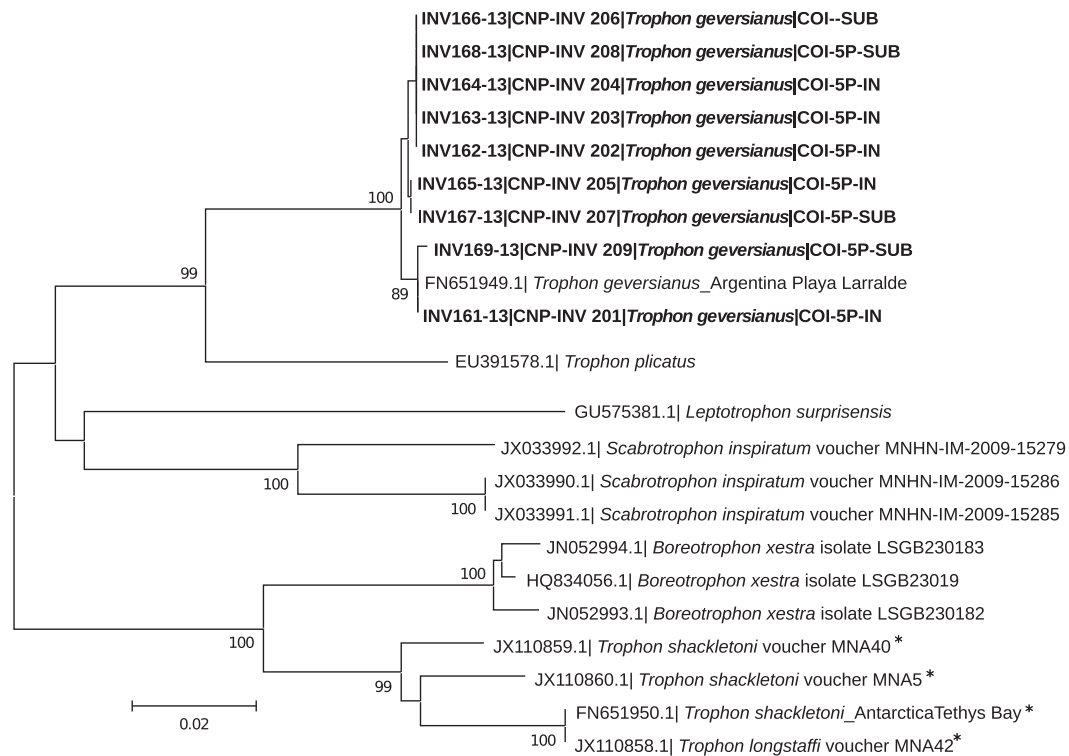 INV166-13|CNP-INV 206|Trophon geversianus|COI--SUB
INV168-13|CNP-INV 208|Trophon geversianus|COI-5P-SUB
INV164-13|CNP-INV 204|Trophon geversianus|COI-5P-IN
INV163-13|CNP-INV 203|Trophon geversianus|COI-5P-IN
INV162-13|CNP-INV 202|Trophon geversianus|COI-5P-IN
INV165-13|CNP-INV 205|Trophon geversianus|COI-5P-IN
100
INV167-13|CNP-INV 207|Trophon geversianus|COI-5P-SUB
INV169-13|CNP-INV 209|Trophon geversianus|COI-5P-SUB
99
FN651949.1| Trophon geversianus_Argentina Playa Larralde
89
INV161-13|CNP-INV 201|Trophon geversianus|COI-5P-IN
EU391578.1| Trophon plicatus
GU575381.1| Leptotrophon surprisensis
JX033992.1| Scabrotrophon inspiratum voucher MNHN-IM-2009-15279
100
JX033990.1| Scabrotrophon inspiratum voucher MNHN-IM-2009-15286
100
JX033991.1| Scabrotrophon inspiratum voucher MNHN-IM-2009-15285
JN052994.1| Boreotrophon xestra isolate LSGB230183
100
HQ834056.1| Boreotrophon xestra isolate LSGB23019
JN052993.1| Boreotrophon xestra isolate LSGB230182
100
JX110859.1| Trophon shackletoni voucher MNA40*
99
JX110860.1| Trophon shackletoni voucher MNA5*
FN651950.1| Trophon shackletoni_AntarcticaTethys Bay*
0.02
100
JX110858.1| Trophon longstaffi voucher MNA42*